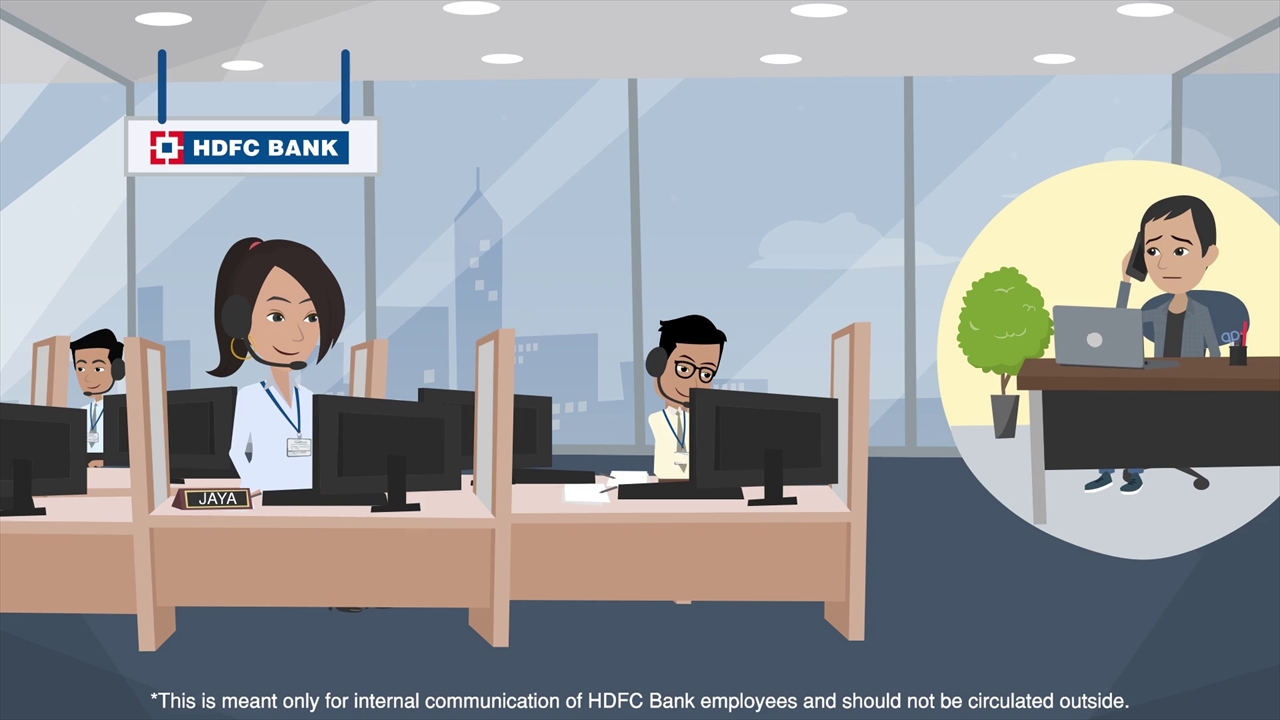 HDFC BANK
JAYA
*This is meant only for internal communication of HDFC Bank employees and should not be circulated outside.